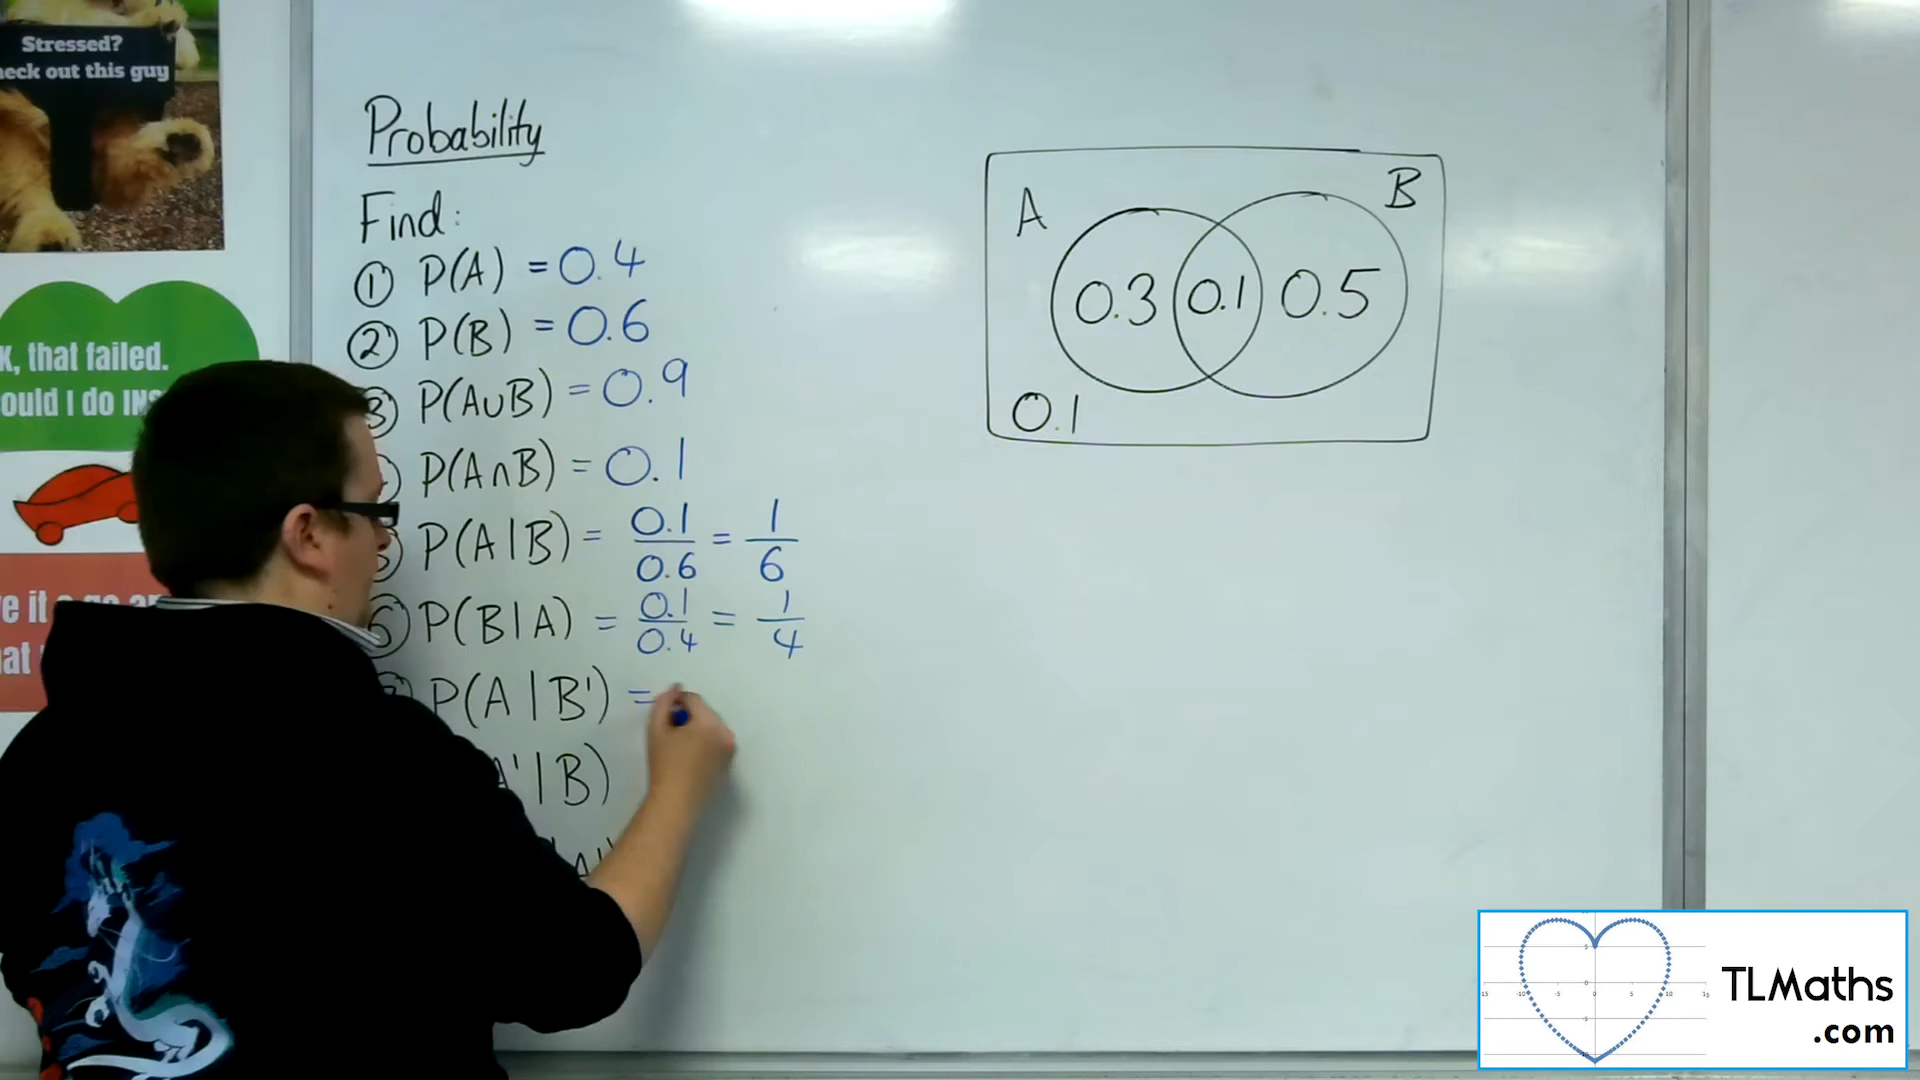 Stressed?
heck out this guy
K, that failed.
ould I do INS
Probability
Find:
① P(A) = 0.4
② P(B) = 0.6
P(A∪B) = 0.9
P(A∩B) = 0.1
P(A|B) = 0.1/0.6 = 1/6
P(B|A) = 0.1/0.4 = 1/4
P(A|B') =
'|B)
A
B
0.3 0.1 0.5
0.1
TLMaths
.com